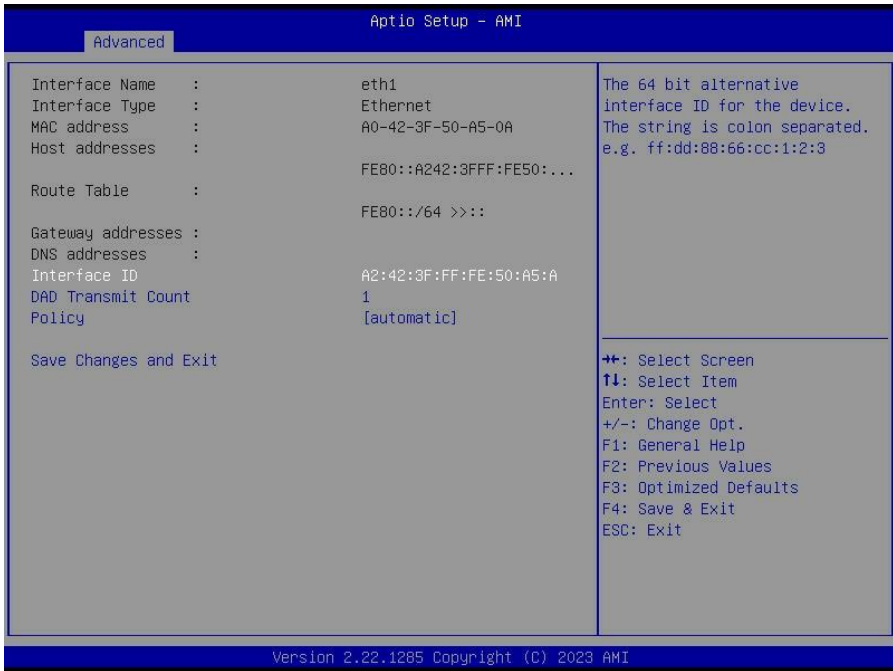 Aptio Setup - AMI
Advanced
Interface Name : eth1
Interface Type : Ethernet
MAC address : A0-42-3F-50-A5-0A
Host addresses :
FE80::A242:3FFF:FE50:...
Route Table :
FE80::/64 >>::
Gateway addresses :
DNS addresses :
Interface ID A2:42:3F:FF:FE:50:A5:A
DAD Transmit Count 1
Policy [automatic]
Save Changes and Exit
The 64 bit alternative
interface ID for the device.
The string is colon separated.
e.g. ff:dd:88:66:cc:1:2:3
→←: Select Screen
↑↓: Select Item
Enter: Select
+/-: Change Opt.
F1: General Help
F2: Previous Values
F3: Optimized Defaults
F4: Save & Exit
ESC: Exit
Version 2.22.1285 Copyright (C) 2023 AMI